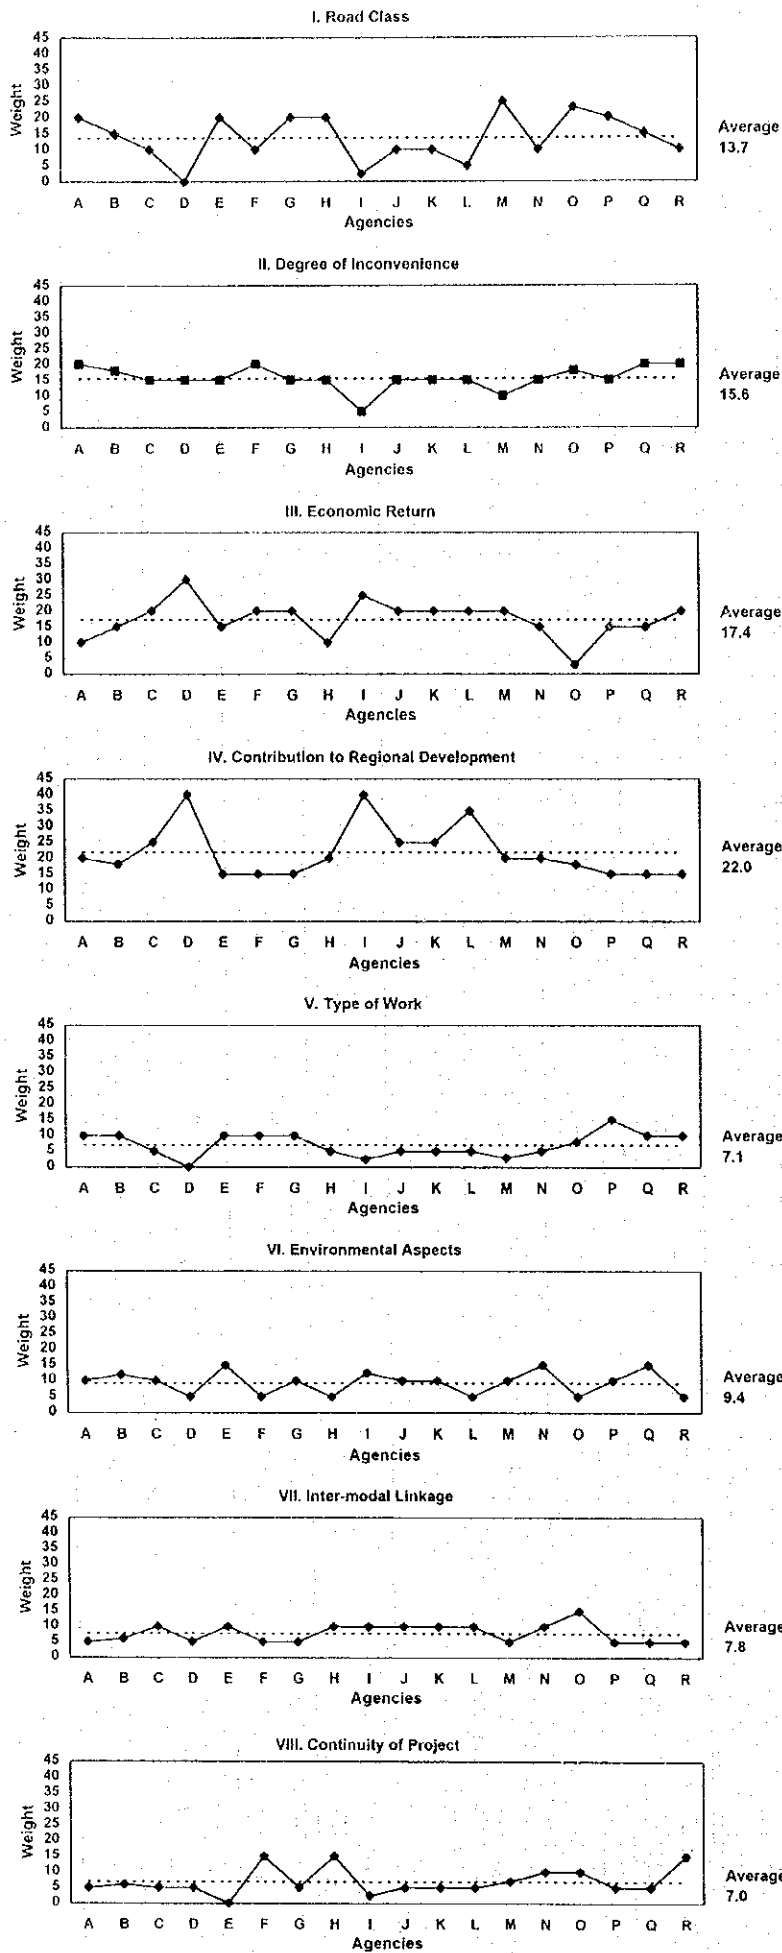 I. Road Class
45
40
35
30
25
20
15
10
5
0
Weight
A B C D E F G H I J K L M N O P Q R
Agencies
Average
13.7
II. Degree of Inconvenience
45
40
35
30
25
20
15
10
5
0
Weight
A B C D E F G H I J K L M N O P Q R
Agencies
Average
15.6
III. Economic Return
45
40
35
30
25
20
15
10
5
0
Weight
A B C D E F G H I J K L M N O P Q R
Agencies
Average
17.4
IV. Contribution to Regional Development
45
40
35
30
25
20
15
10
5
0
Weight
A B C D E F G H I J K L M N O P Q R
Agencies
Average
22.0
V. Type of Work
45
40
35
30
25
20
15
10
5
0
Weight
A B C D E F G H I J K L M N O P Q R
Agencies
Average
7.1
VI. Environmental Aspects
45
40
35
30
25
20
15
10
5
0
Weight
A B C D E F G H I J K L M N O P Q R
Agencies
Average
9.4
VII. Inter-modal Linkage
45
40
35
30
25
20
15
10
5
0
Weight
A B C D E F G H I J K L M N O P Q R
Agencies
Average
7.8
VIII. Continuity of Project
45
40
35
30
25
20
15
10
5
0
Weight
A B C D E F G H I J K L M N O P Q R
Agencies
Average
7.0